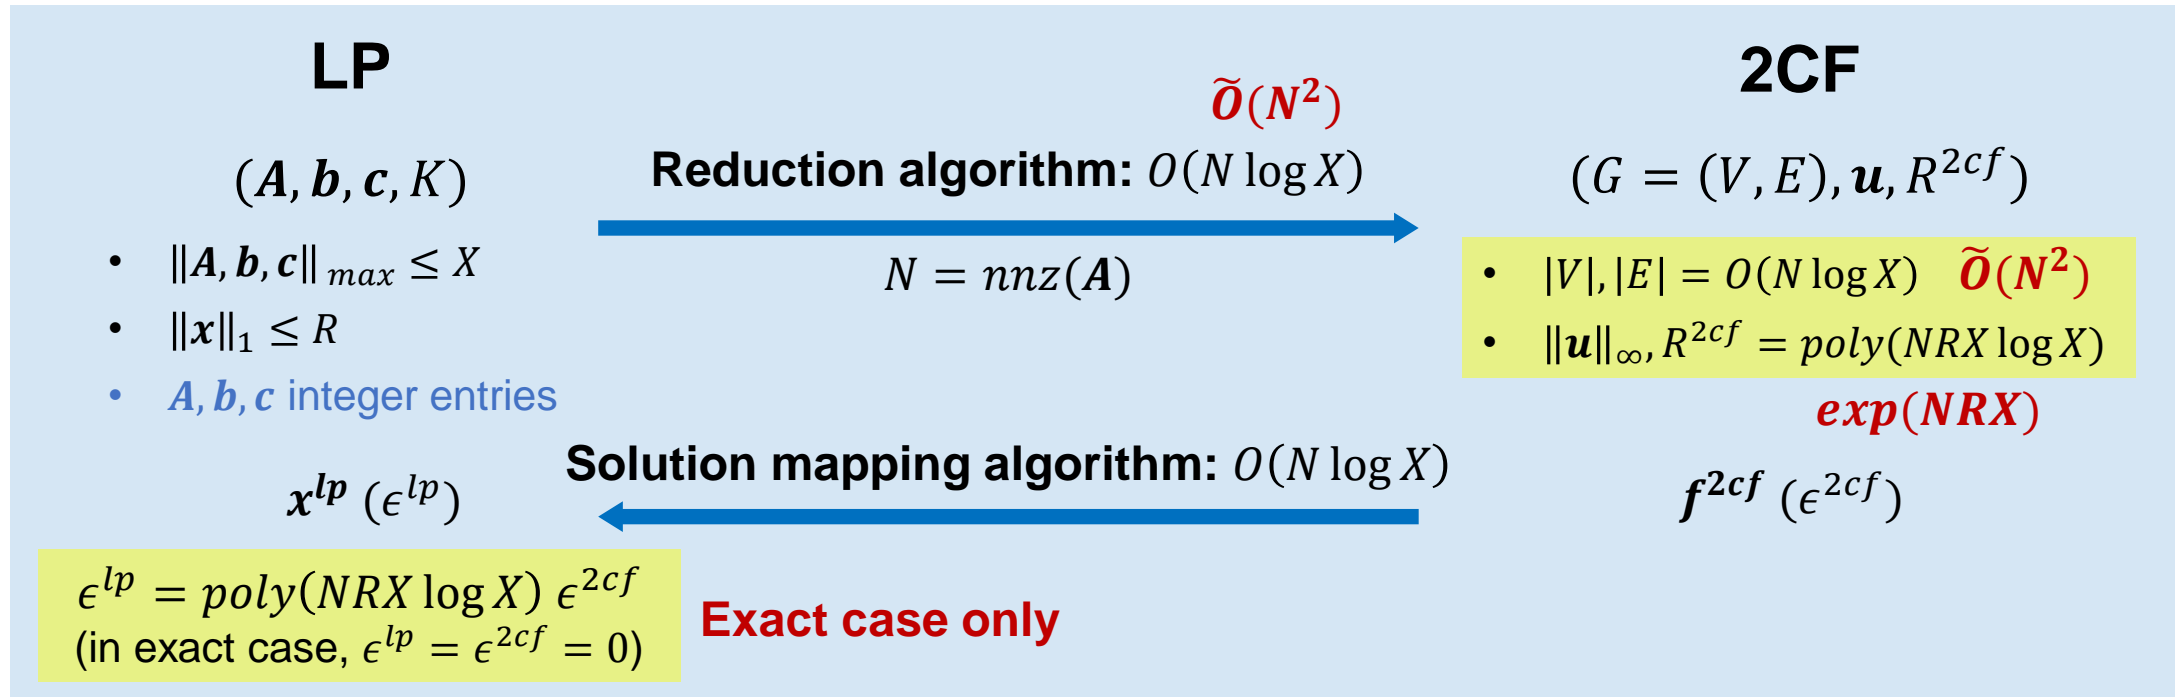 LP
(A, b, c, K)
• ‖A, b, c‖ max ≤ X
• ‖x‖₁ ≤ R
• A, b, c integer entries
Õ(N²)
Reduction algorithm: O(N log X)
N = nnz(A)
2CF
(G = (V, E), u, R^{2cf})
• |V|, |E| = O(N log X) Õ(N²)
• ‖u‖∞, R^{2cf} = poly(NRX log X)
exp(NRX)
Solution mapping algorithm: O(N log X)
x^{lp} (ϵ^{lp})
f^{2cf} (ϵ^{2cf})
ϵ^{lp} = poly(NRX log X) ϵ^{2cf}
(in exact case, ϵ^{lp} = ϵ^{2cf} = 0)
Exact case only